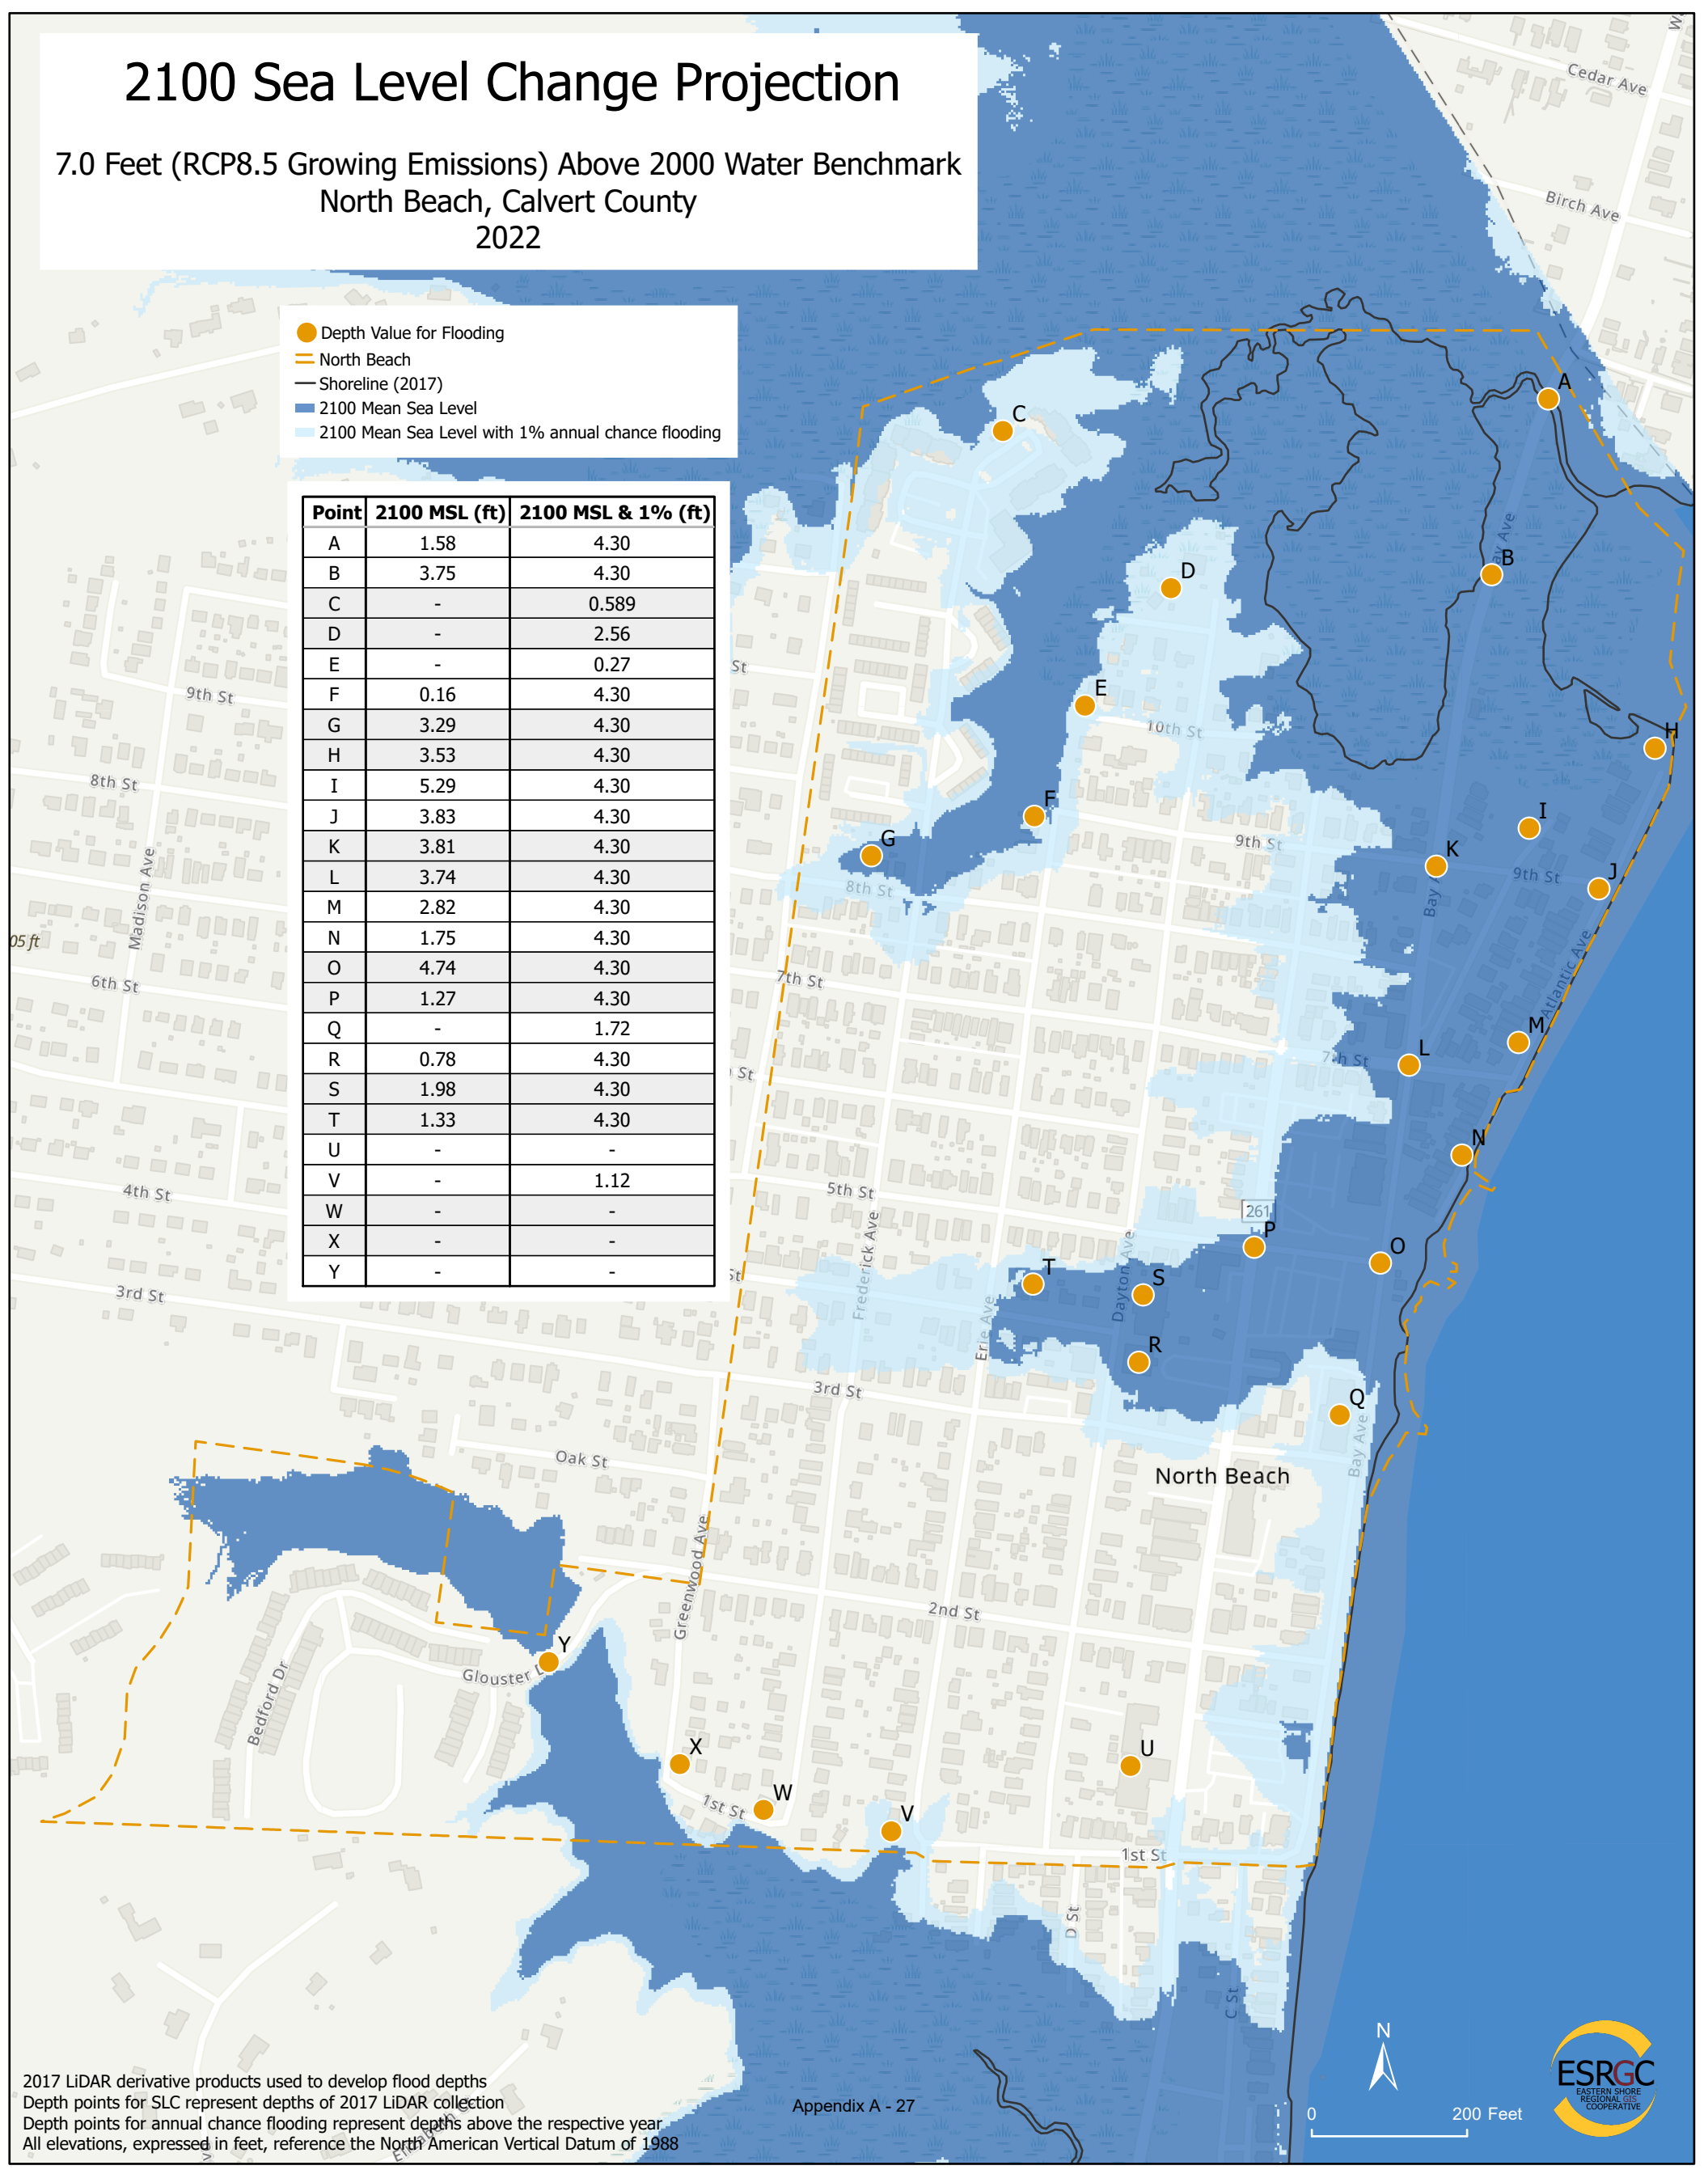 2100 Sea Level Change Projection
7.0 Feet (RCP8.5 Growing Emissions) Above 2000 Water Benchmark
North Beach, Calvert County
2022
Depth Value for Flooding
North Beach
Shoreline (2017)
2100 Mean Sea Level
2100 Mean Sea Level with 1% annual chance flooding
Point 2100 MSL (ft) 2100 MSL & 1% (ft)
A 1.58 4.30
B 3.75 4.30
C - 0.589
D - 2.56
E - 0.27
F 0.16 4.30
G 3.29 4.30
H 3.53 4.30
I 5.29 4.30
J 3.83 4.30
K 3.81 4.30
L 3.74 4.30
M 2.82 4.30
N 1.75 4.30
O 4.74 4.30
P 1.27 4.30
Q - 1.72
R 0.78 4.30
S 1.98 4.30
T 1.33 4.30
U - -
V - 1.12
W - -
X - -
Y - -
Cedar Ave
Birch Ave
A
C
B
D
E
10th St
H
F
I
G
9th St
K
9th St
J
8th St
Bay
Atlantic Ave
9th St
8th St
Madison Ave
05 ft
6th St
7th St
M
L
7th St
St
St
N
4th St
5th St
261
P
O
Frederick Ave
Dayton Ave
T
S
Erie Ave
3rd St
St
R
3rd St
Q
Bay Ave
Oak St
North Beach
Greenwood Ave
2nd St
Y
Glouster L
Bedford Dr
X
U
W
1st St
V
1st St
D St
C St
N
0 200 Feet
ESRGC
EASTERN SHORE
REGIONAL GIS
COOPERATIVE
Appendix A - 27
2017 LiDAR derivative products used to develop flood depths
Depth points for SLC represent depths of 2017 LiDAR collection
Depth points for annual chance flooding represent depths above the respective year
All elevations, expressed in feet, reference the North American Vertical Datum of 1988